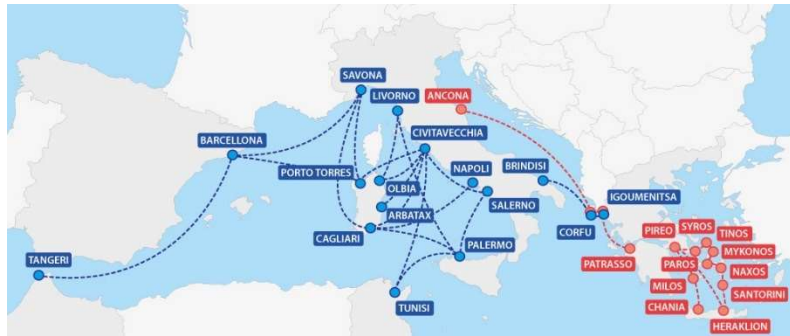 SAVONA
LIVORNO
ANCONA
CIVITAVECCHIA
BARCELLONA
NAPOLI
BRINDISI
PORTO TORRES
OLBIA
IGOUMENITSA
SALERNO
ARBATAX
CORFU
PIREO
SYROS
TINOS
CAGLIARI
PALERMO
MYKONOS
TANGERI
PATRASSO
PAROS
NAXOS
MILOS
SANTORINI
TUNISI
CHANIA
HERAKLION